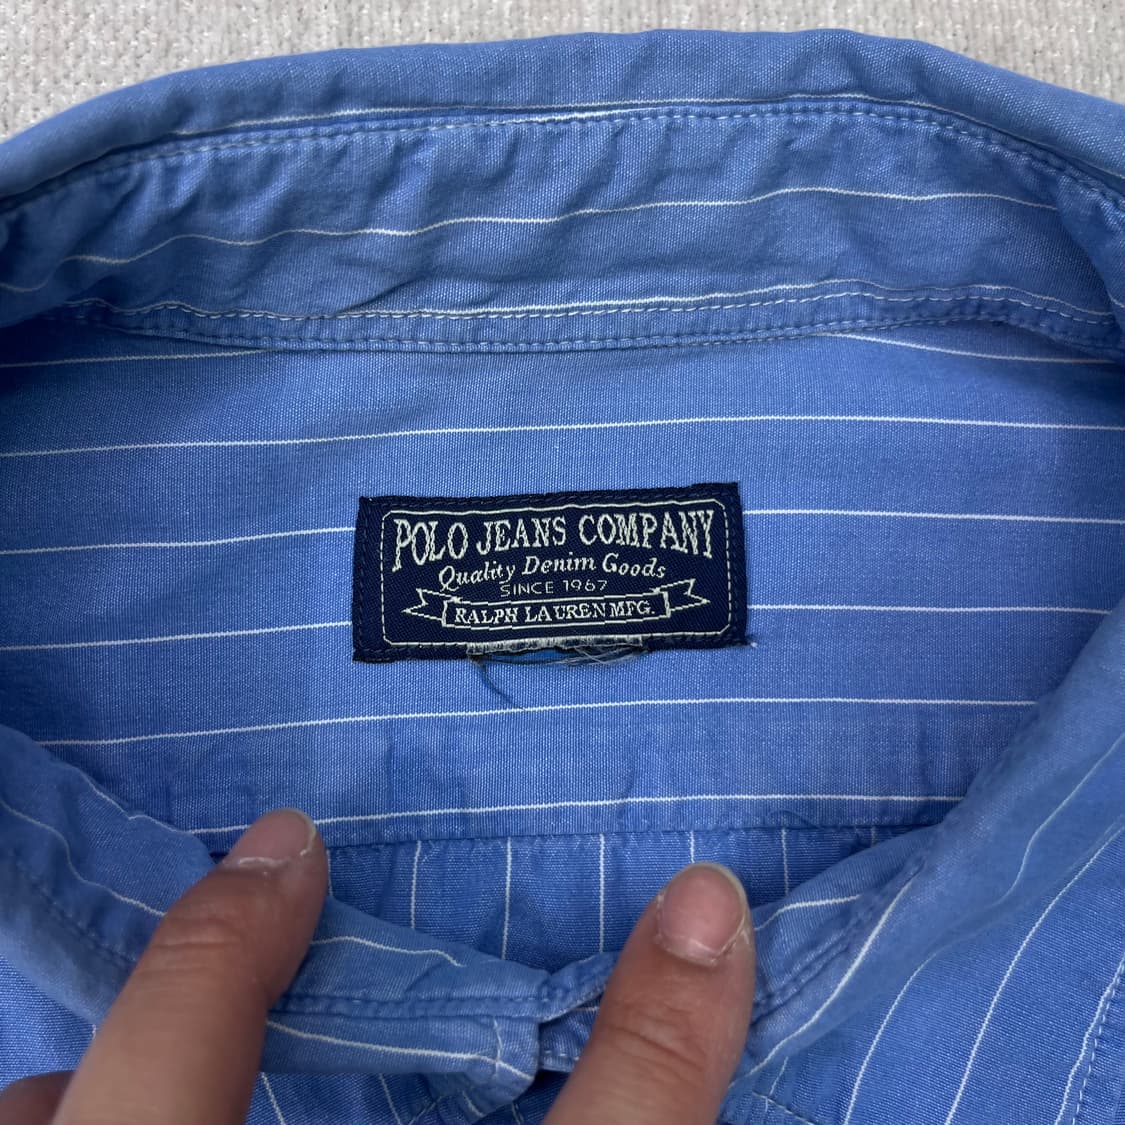 POLO JEANS COMPANY
Quality Denim Goods
SINCE 1967
RALPH LAUREN MFG.